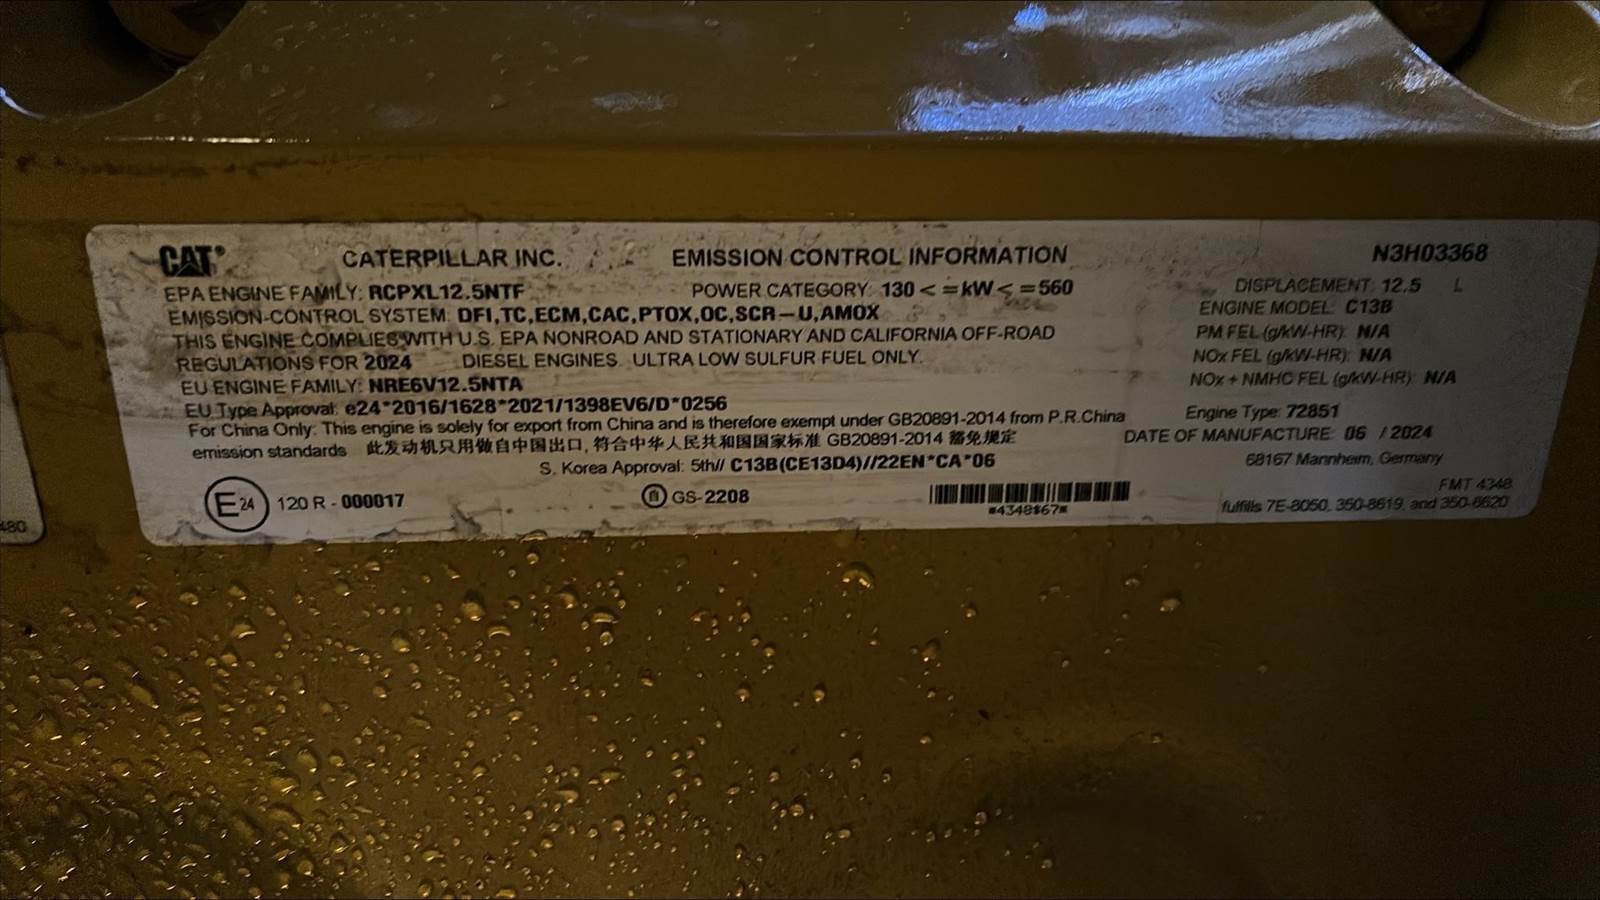 CAT® CATERPILLAR INC. EMISSION CONTROL INFORMATION N3H03368
EPA ENGINE FAMILY: RCPXL12.5NTF POWER CATEGORY: 130 < =kW< =560 DISPLACEMENT: 12.5 L
EMISSION-CONTROL SYSTEM: DFI,TC,ECM,CAC,PTOX,OC,SCR-U,AMOX ENGINE MODEL: C13B
THIS ENGINE COMPLIES WITH U.S. EPA NONROAD AND STATIONARY AND CALIFORNIA OFF-ROAD PM FEL (g/kW-HR): N/A
REGULATIONS FOR 2024 DIESEL ENGINES. ULTRA LOW SULFUR FUEL ONLY. NOx FEL (g/kW-HR): N/A
EU ENGINE FAMILY: NRE6V12.5NTA NOx + NMHC FEL (g/kW-HR): N/A
EU Type Approval: e24*2016/1628*2021/1398EV6/D*0256 Engine Type: 72851
For China Only: This engine is solely for export from China and is therefore exempt under GB20891-2014 from P.R.China DATE OF MANUFACTURE: 06 / 2024
emission standards 此发动机只用做自中国出口, 符合中华人民共和国国家标准 GB20891-2014 豁免规定 68167 Mannheim, Germany
S. Korea Approval: 5th// C13B(CE13D4)//22EN*CA*06
E24 120 R - 000017 GS-2208 *4348$67* FMT 4348
fulfills 7E-8050, 350-8619, and 350-8620
480